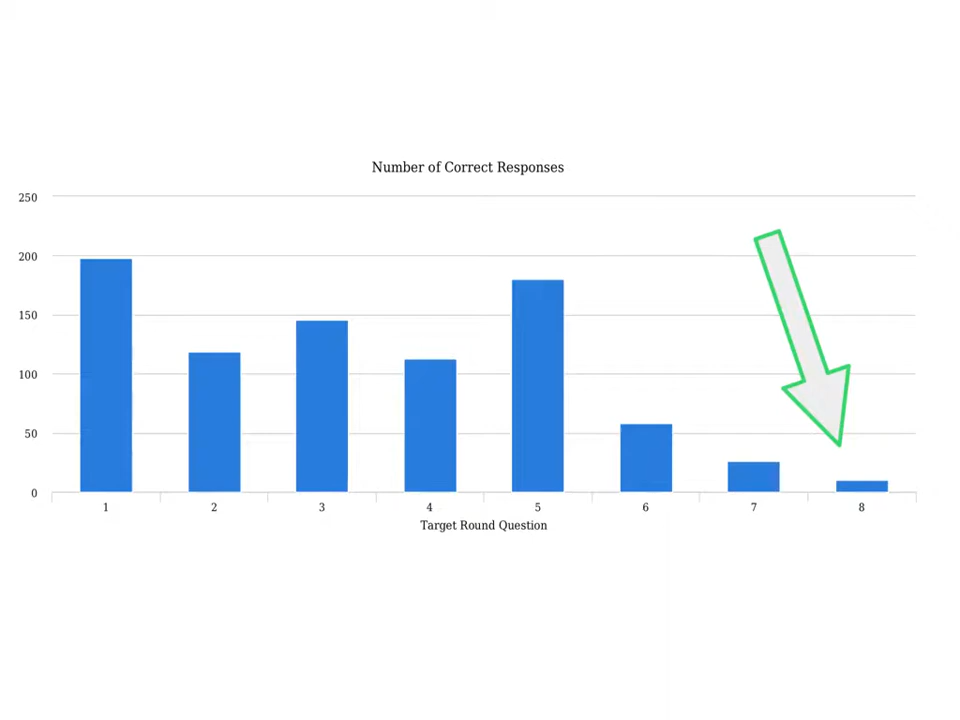 Number of Correct Responses
250
200
150
100
50
0
1 2 3 4 5 6 7 8
Target Round Question